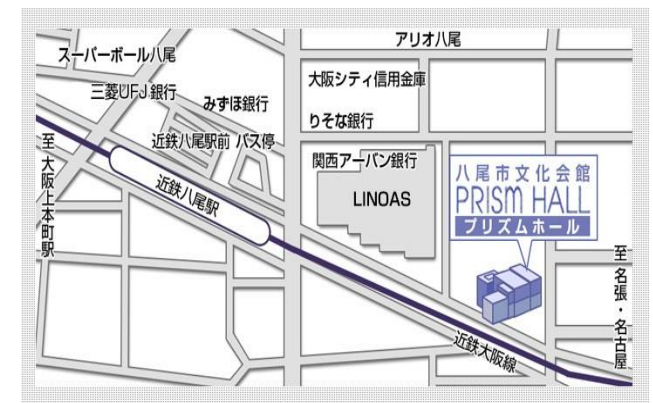 アリオ八尾
スーパーボール八尾
大阪シティ信用金庫
三菱UFJ銀行
みずほ銀行
りそな銀行
近鉄八尾駅前 バス停
至 大阪上本町駅
関西アーバン銀行
LINOAS
近鉄八尾駅
八尾市文化会館
PRISM HALL
プリズムホール
至 名張・名古屋
近鉄大阪線